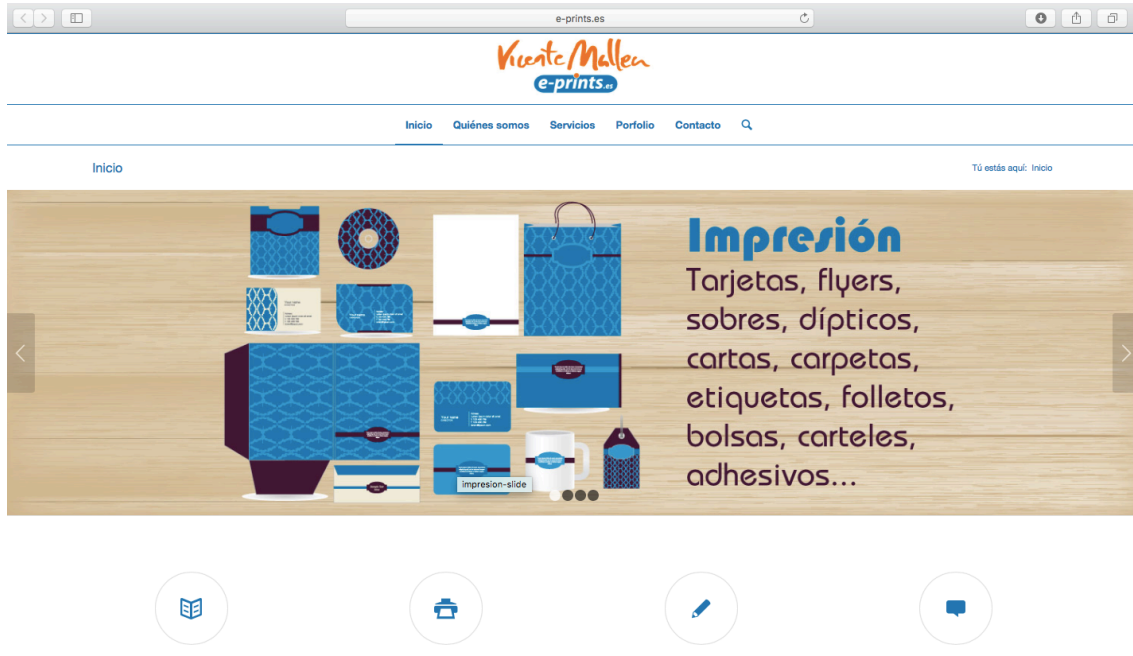 e-prints.es
Vicente Mallen
e-prints.es
Inicio
Quiénes somos
Servicios
Porfolio
Contacto
Inicio
Tú estás aquí: Inicio
Impresión
Tarjetas, flyers,
sobres, dípticos,
cartas, carpetas,
etiquetas, folletos,
bolsas, carteles,
adhesivos...
impresion-slide